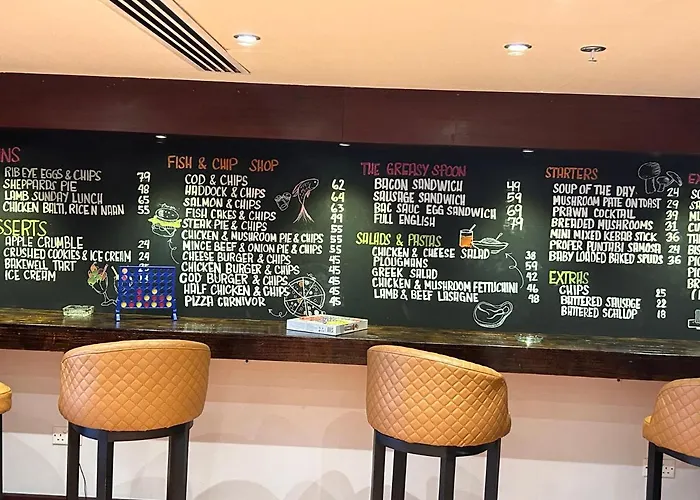 INS
RIB EYE EGGS & CHIPS 79
SHEPPARDS PIE 48
LAMB SUNDAY LUNCH 65
CHICKEN BALTI, RICE N NAAN 55
ESSERTS
APPLE CRUMBLE 24
CRUSHED COOKIES & ICE CREAM 24
BAKEWELL TART
ICE CREAM
FISH & CHIP SHOP
COD & CHIPS 62
HADDOCK & CHIPS 64
SALMON & CHIPS 63
FISH CAKES & CHIPS 49
STEAK PIE & CHIPS 55
CHICKEN & MUSHROOM PIE & CHIPS 55
MINCE BEEF & ONION PIE & CHIPS 55
CHEESE BURGER & CHIPS 45
CHICKEN BURGER & CHIPS 45
COD BURGER & CHIPS 45
HALF CHICKEN & CHIPS 45
PIZZA CARNIVOR 45
THE GREASY SPOON
BACON SANDWICH 49
SAUSAGE SANDWICH 59
BAC SAUC EGG SANDWICH 69
FULL ENGLISH 79
SALADS & PASTAS
CHICKEN & CHEESE SALAD 38
PLOUGMANS 59
GREEK SALAD 42
CHICKEN & MUSHROOM FETTUCHINI 46
LAMB & BEEF LASAGNE 48
STARTERS
SOUP OF THE DAY 24
MUSHROOM PATE ON TOAST 29
PRAWN COCKTAIL 39
BREADED MUSHROOMS 31
MINI MIXED KEBAB STICK 36
PROPER PUNJABI SAMOSA 24
BABY LOADED BAKED SPUDS 36
EXTRAS
CHIPS 25
BATTERED SAUSAGE 22
BATTERED SCALLOP 18